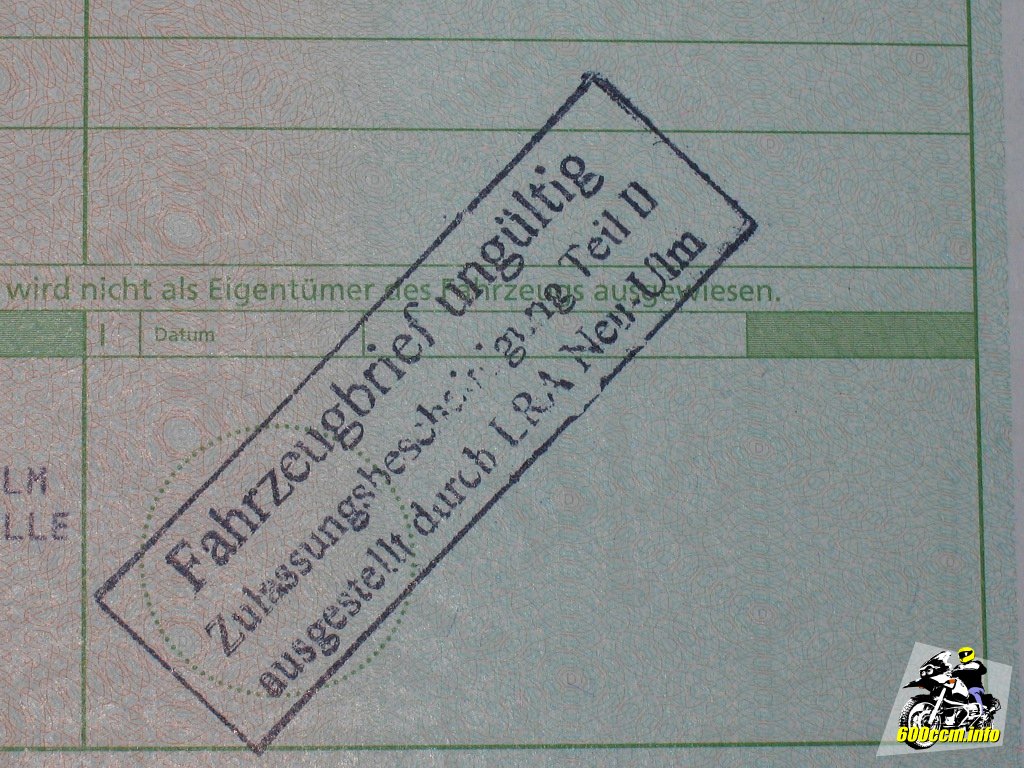 wird nicht als Eigentümer des Fahrzeugs ausgewiesen.
I Datum
LM
LLE
Fahrzeugbrief ungültig
Zulassungsbescheinigung Teil II
ausgestellt durch LRA Neu-Ulm
600ccm.info